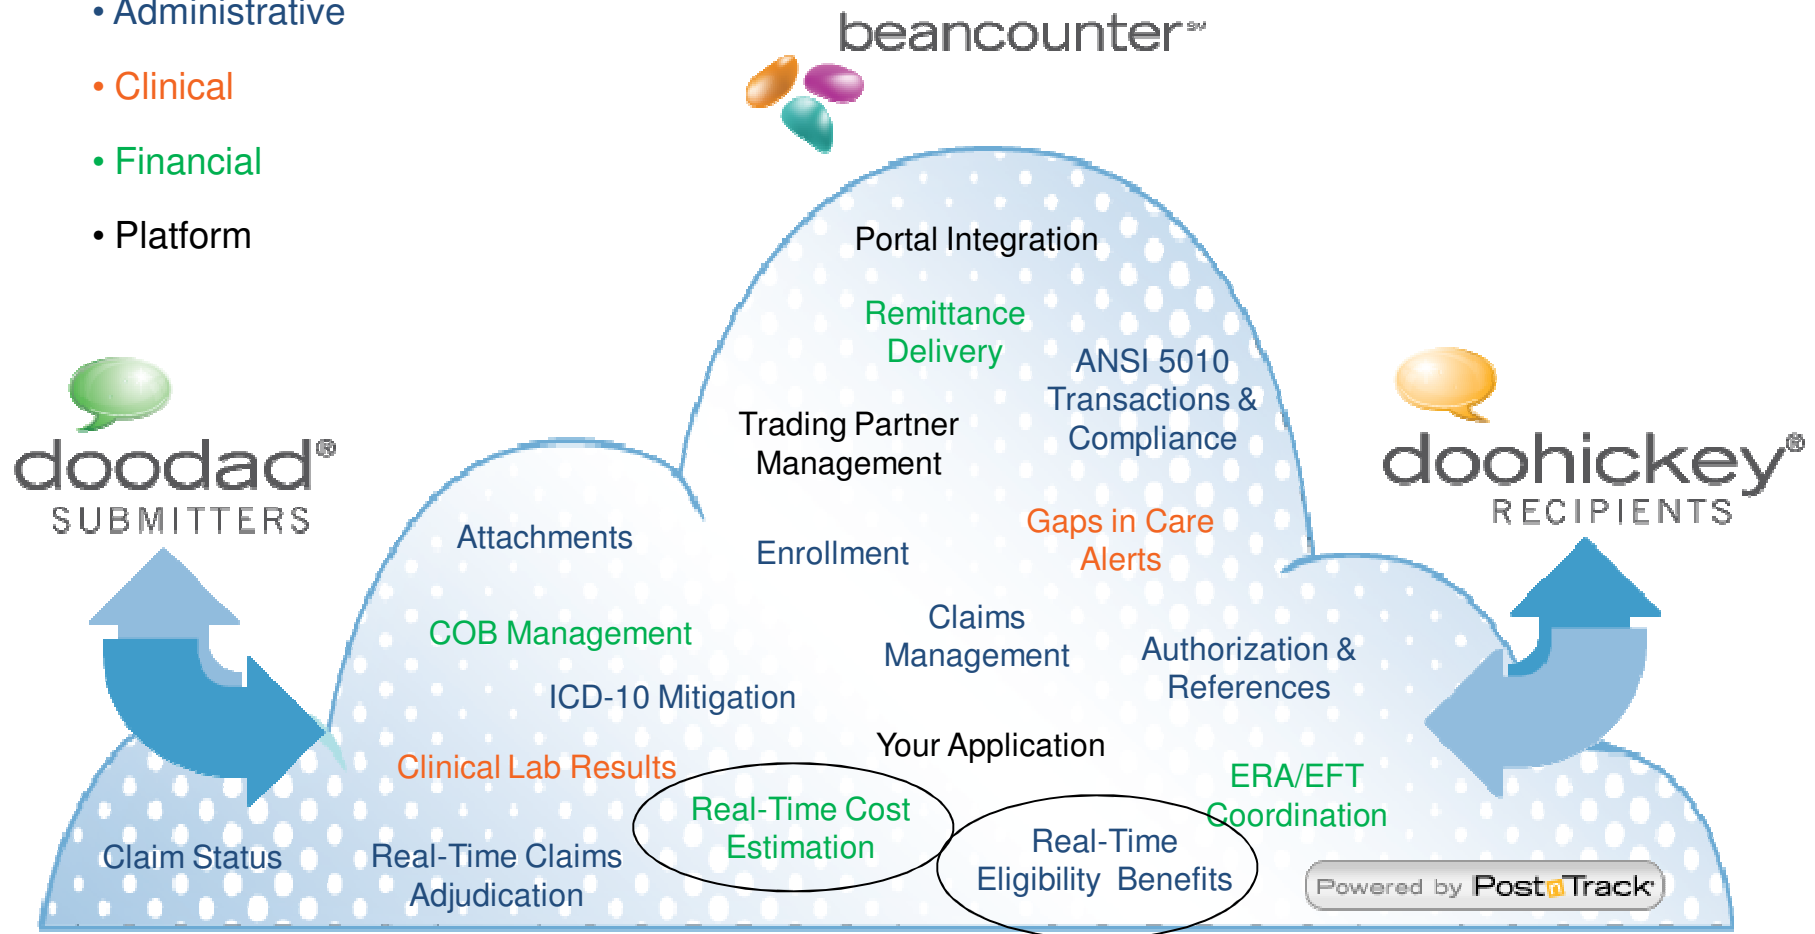 • Administrative
• Clinical
• Financial
• Platform
beancounter℠
Portal Integration
Remittance
Delivery
ANSI 5010
Transactions &
Compliance
Trading Partner
Management
doodad®
SUBMITTERS
doohickey®
RECIPIENTS
Attachments
Enrollment
Gaps in Care
Alerts
COB Management
Claims
Management
Authorization &
References
ICD-10 Mitigation
Your Application
Clinical Lab Results
ERA/EFT
Coordination
Real-Time Cost
Estimation
Real-Time
Eligibility Benefits
Claim Status
Real-Time Claims
Adjudication
Powered by PostnTrack